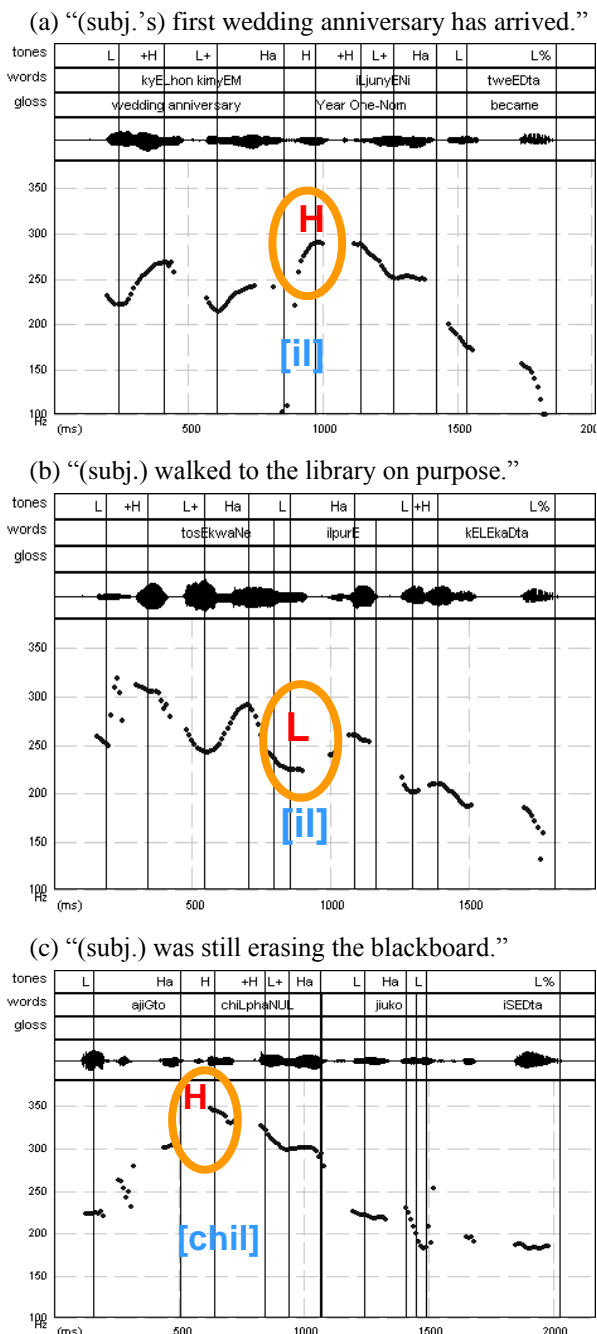 (a) “(subj.’s) first wedding anniversary has arrived.”
tones L +H L+ Ha H +H L+ Ha L L%
words kyELhon kimyEM iLjunyENi tweEDta
gloss wedding anniversary Year One-Nom became
350
300
H
250
200
[il]
150
100
Hz (ms) 500 1000 1500 200
(b) “(subj.) walked to the library on purpose.”
tones L +H L+ Ha L Ha L +H L%
words tosEkwaNe ilpurE kELEkaDta
gloss
350
300
L
250
200
[il]
150
100
Hz (ms) 500 1000 1500
(c) “(subj.) was still erasing the blackboard.”
tones L Ha H +H L+ Ha L Ha L L%
words ajiGto chiLphaNUL jiuko iSEDta
gloss
350
H
300
250
[chil]
200
150
100
Hz (ms) 500 1000 1500 2000